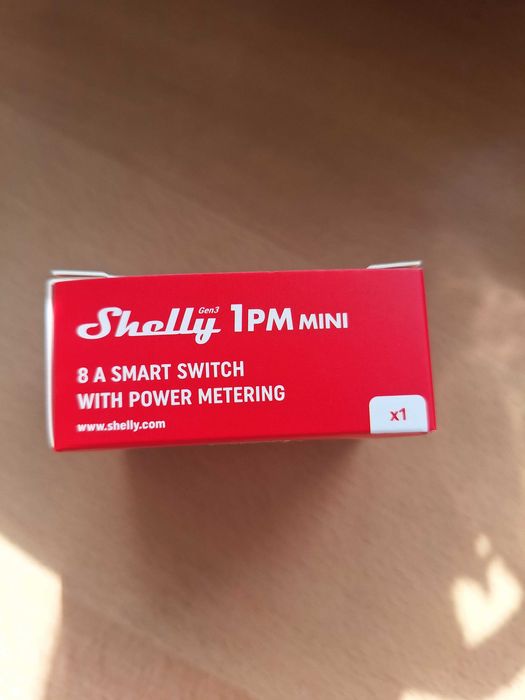 Shelly Gen3 1PM MINI
8 A SMART SWITCH
WITH POWER METERING
www.shelly.com
x1